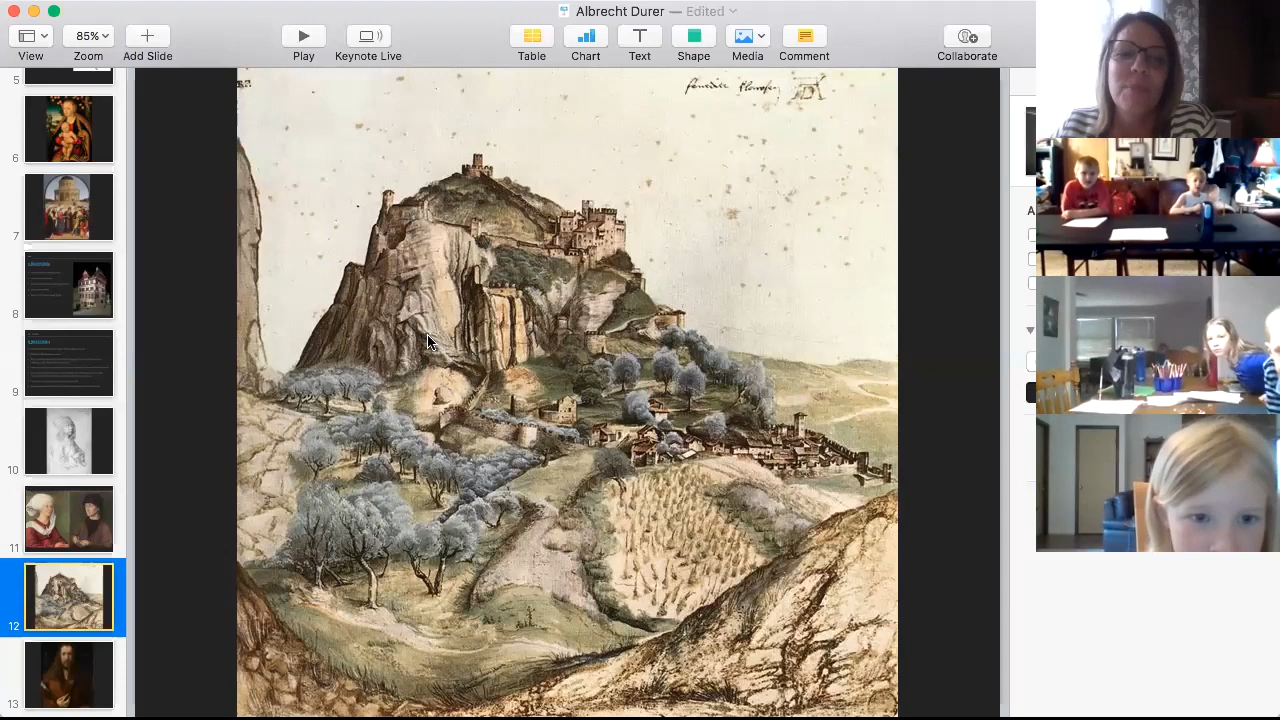 Albrecht Durer — Edited
85%
View
Zoom
Add Slide
Play
Keynote Live
Table
Chart
Text
Shape
Media
Comment
Collaborate
5
6
7
8
9
10
11
12
13
A
AD